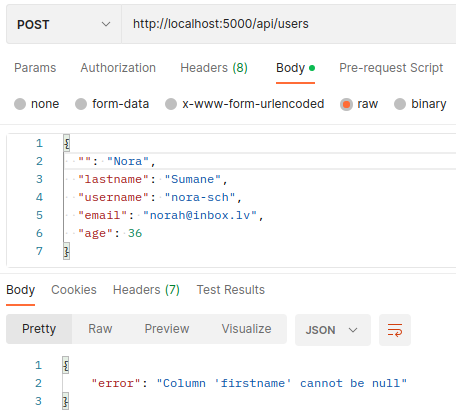 POST http://localhost:5000/api/users
Params Authorization Headers (8) Body Pre-request Script
none form-data x-www-form-urlencoded raw binary
1 {
2 "": "Nora",
3 "lastname": "Sumane",
4 "username": "nora-sch",
5 "email": "norah@inbox.lv",
6 "age": 36
7 }
Body Cookies Headers (7) Test Results
Pretty Raw Preview Visualize JSON
1 {
2 "error": "Column 'firstname' cannot be null"
3 }